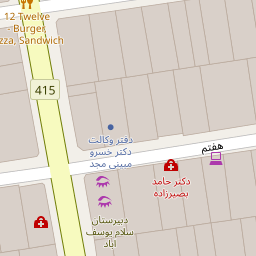 12 Twelve
- Burger,
zza, Sandwich
415
دفتر وکالت
دکتر خسرو
مبینی مجد
هفتم
دکتر حامد
بصیرزاده
دبیرستان
سلام یوسف
آباد